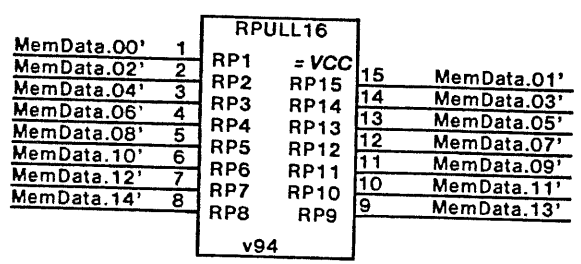 RPULL16
MemData.00' 1 RP1 = VCC
MemData.02' 2 RP2 RP15 15 MemData.01'
MemData.04' 3 RP3 RP14 14 MemData.03'
MemData.06' 4 RP4 RP13 13 MemData.05'
MemData.08' 5 RP5 RP12 12 MemData.07'
MemData.10' 6 RP6 RP11 11 MemData.09'
MemData.12' 7 RP7 RP10 10 MemData.11'
MemData.14' 8 RP8 RP9 9 MemData.13'
v94